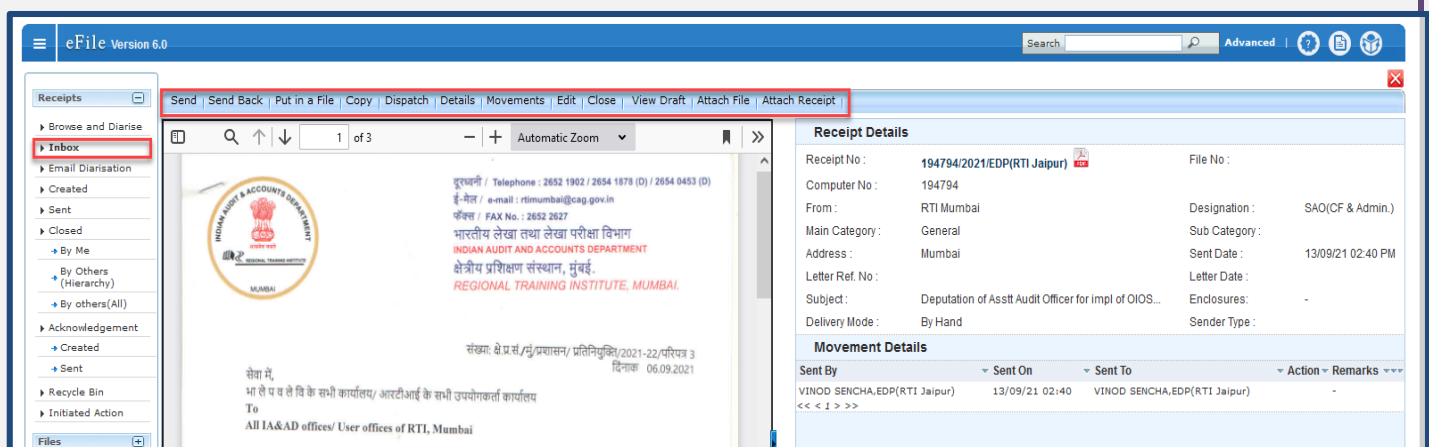 eFile Version 6.0
Search
Advanced
Receipts
Browse and Diarise
Inbox
Email Diarisation
Created
Sent
Closed
By Me
By Others
(Hierarchy)
By others(All)
Acknowledgement
Created
Sent
Recycle Bin
Initiated Action
Files
Send | Send Back | Put in a File | Copy | Dispatch | Details | Movements | Edit | Close | View Draft | Attach File | Attach Receipt |
1 of 3
Automatic Zoom
INDIAN AUDIT & ACCOUNTS DEPARTMENT
REGIONAL TRAINING INSTITUTE
MUMBAI
दूरध्वनी / Telephone : 2652 1902 / 2654 1878 (D) / 2654 0453 (D)
ई-मेल / e-mail : rtimumbai@cag.gov.in
फॅक्स / FAX No. : 2652 2627
भारतीय लेखा तथा लेखा परीक्षा विभाग
INDIAN AUDIT AND ACCOUNTS DEPARTMENT
क्षेत्रीय प्रशिक्षण संस्थान, मुंबई.
REGIONAL TRAINING INSTITUTE, MUMBAI.
संख्या: क्षे.प्र.सं./मुं/प्रशासन/ प्रतिनियुक्ति/2021-22/परिपत्र 3
दिनाक 06.09.2021
सेवा में,
भा ले प व ले वि के सभी कार्यालय/ आरटीआई के सभी उपयोगकर्ता कार्यालय
To
All IA&AD offices/ User offices of RTI, Mumbai
Receipt Details
Receipt No : 194794/2021/EDP(RTI Jaipur) PDF File No :
Computer No : 194794
From : RTI Mumbai Designation : SAO(CF & Admin.)
Main Category : General Sub Category :
Address : Mumbai Sent Date : 13/09/21 02:40 PM
Letter Ref. No : Letter Date :
Subject : Deputation of Asstt Audit Officer for impl of OIOS... Enclosures: -
Delivery Mode : By Hand Sender Type :
Movement Details
Sent By Sent On Sent To Action Remarks
VINOD SENCHA,EDP(RTI Jaipur) 13/09/21 02:40 VINOD SENCHA,EDP(RTI Jaipur) -
<< < 1 > >>